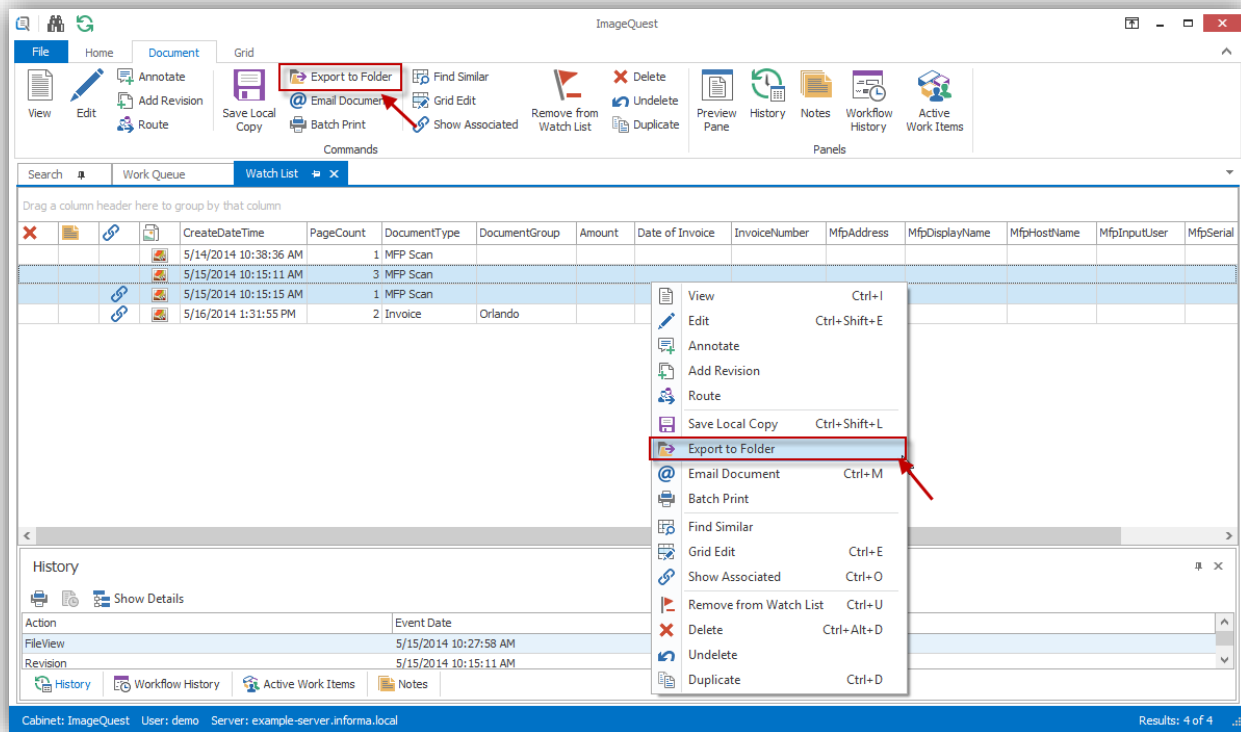 ImageQuest
File Home Document Grid
View
Edit
Annotate
Add Revision
Route
Save Local Copy
Export to Folder
Email Document
Batch Print
Find Similar
Grid Edit
Show Associated
Remove from Watch List
Delete
Undelete
Duplicate
Preview Pane
History
Notes
Workflow History
Active Work Items
Commands
Panels
Search Work Queue Watch List
Drag a column header here to group by that column
CreateDateTime PageCount DocumentType DocumentGroup Amount Date of Invoice InvoiceNumber MfpAddress MfpDisplayName MfpHostName MfpInputUser MfpSerial
5/14/2014 10:38:36 AM 1 MFP Scan
5/15/2014 10:15:11 AM 3 MFP Scan
5/15/2014 10:15:15 AM 1 MFP Scan
5/16/2014 1:31:55 PM 2 Invoice Orlando
View Ctrl+I
Edit Ctrl+Shift+E
Annotate
Add Revision
Route
Save Local Copy Ctrl+Shift+L
Export to Folder
Email Document Ctrl+M
Batch Print
Find Similar
Grid Edit Ctrl+E
Show Associated Ctrl+O
Remove from Watch List Ctrl+U
Delete Ctrl+Alt+D
Undelete
Duplicate Ctrl+D
History
Show Details
Action Event Date
FileView 5/15/2014 10:27:58 AM
Revision 5/15/2014 10:15:11 AM
History Workflow History Active Work Items Notes
Cabinet: ImageQuest User: demo Server: example-server.informa.local Results: 4 of 4